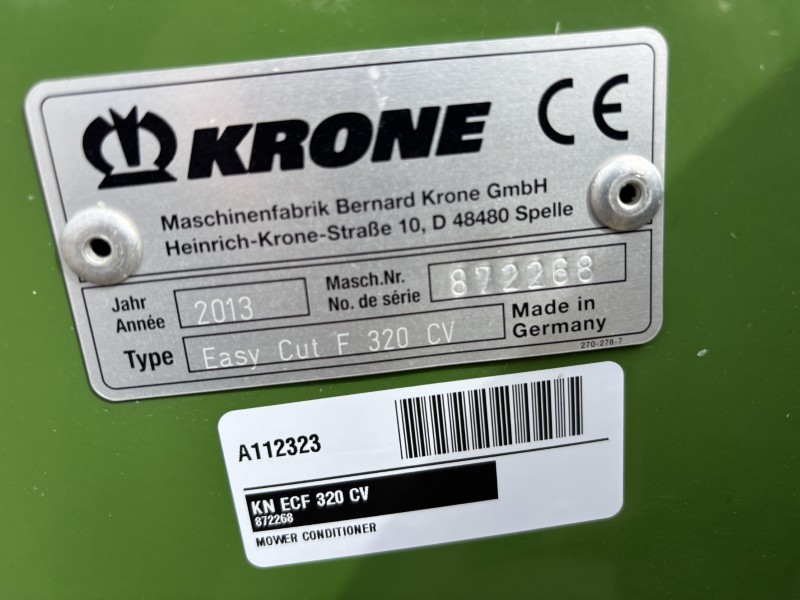 KRONE CE
Maschinenfabrik Bernard Krone GmbH
Heinrich-Krone-Straße 10, D 48480 Spelle
Jahr
Année 2013
Masch.Nr.
No. de série 872268
Type Easy Cut F 320 CV
Made in
Germany
270-278-7
A112323
KN ECF 320 CV
872268
MOWER CONDITIONER